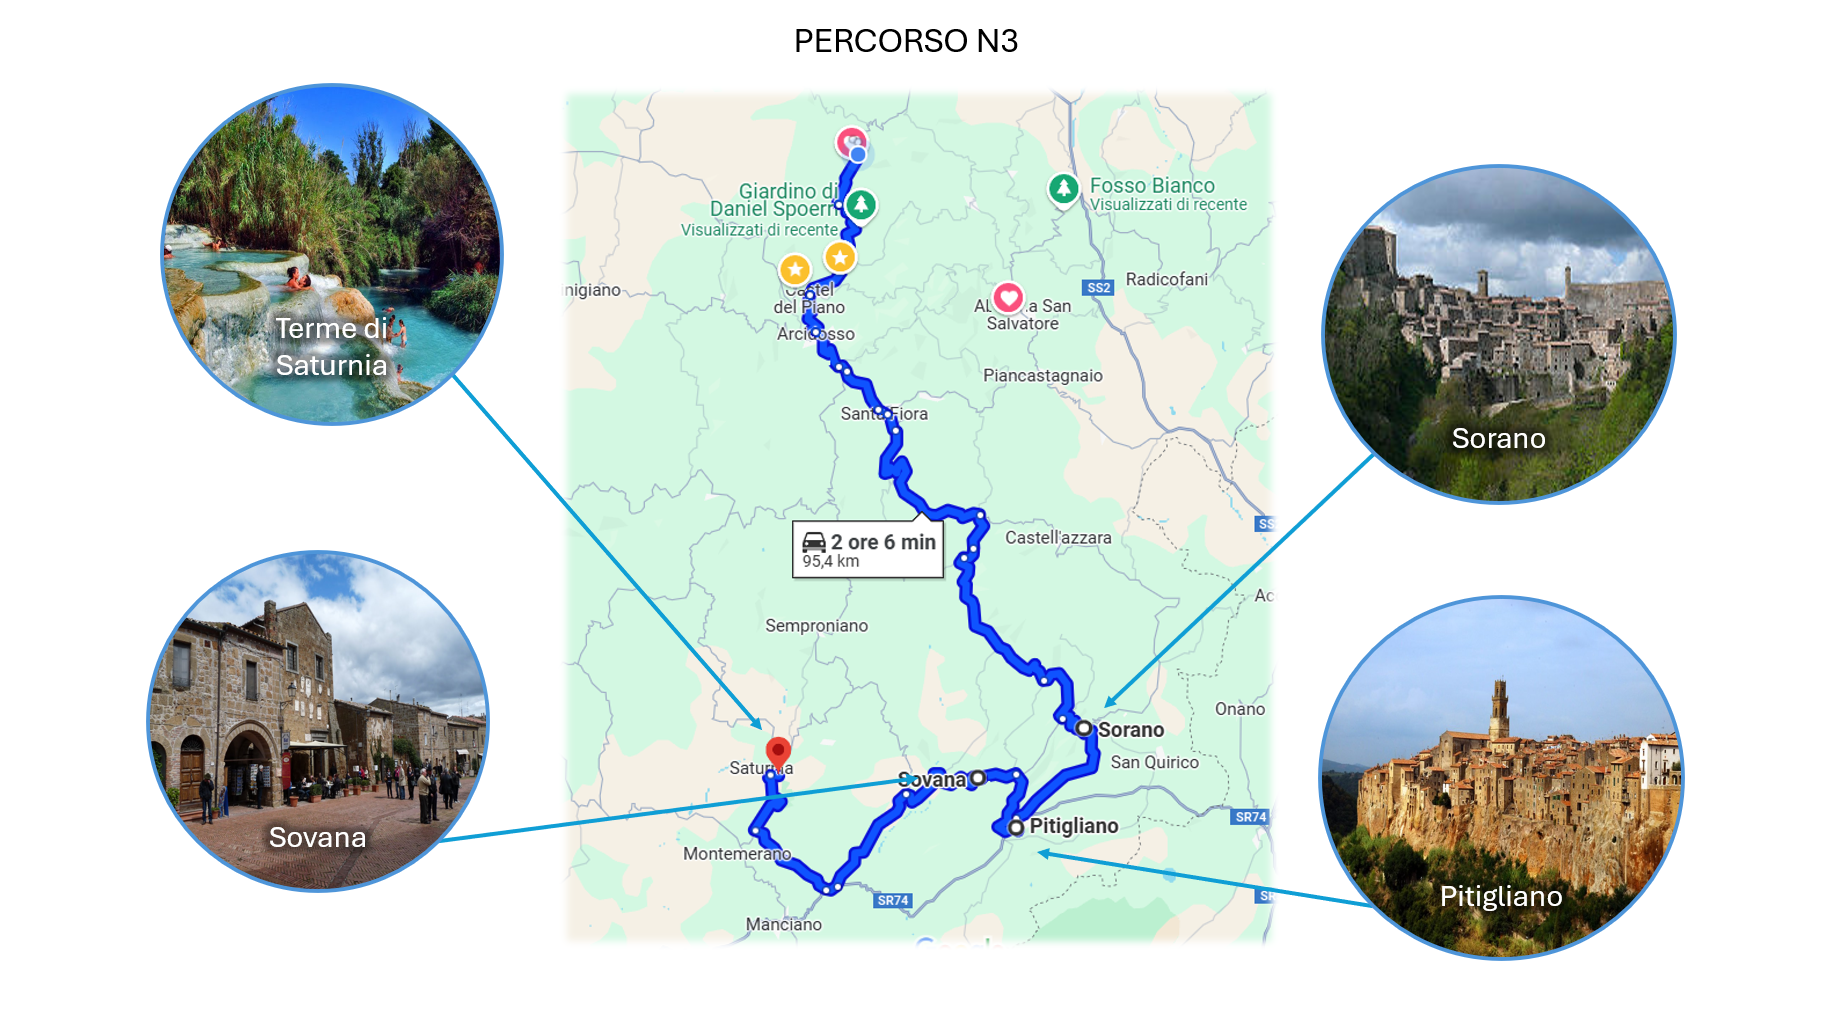 PERCORSO N3
Terme di
Saturnia
Sovana
Sorano
Pitigliano
Giardino di
Daniel Spoerri
Visualizzati di recente
Fosso Bianco
Visualizzati di recente
SS2
Radicofani
nigiano
Castel
del Piano
Arcidosso
San Salvatore
Piancastagnaio
Santa Fiora
SS
2 ore 6 min
95,4 km
Castell'azzara
Ac
Semproniano
Onano
Sorano
San Quirico
Saturnia
Sovana
Pitigliano
SR74
Montemerano
SR74
SR
Manciano